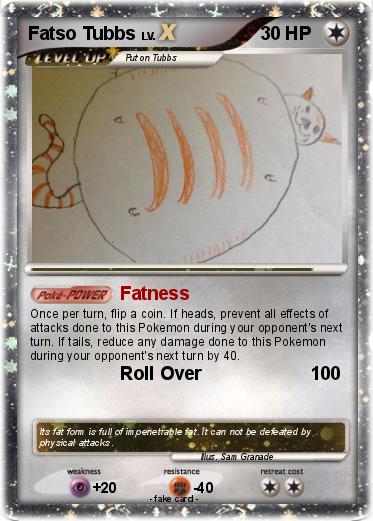 Fatso Tubbs LV. X 30 HP
LEVEL-UP Put on Tubbs
Poké-POWER Fatness
Once per turn, flip a coin. If heads, prevent all effects of
attacks done to this Pokemon during your opponent's next
turn. If tails, reduce any damage done to this Pokemon
during your opponent's next turn by 40.
Roll Over 100
Its fat form is full of impenetrable fat. It can not be defeated by
physical attacks.
Illus. Sam Granade
weakness resistance retreat cost
+20 -40
- fake card -